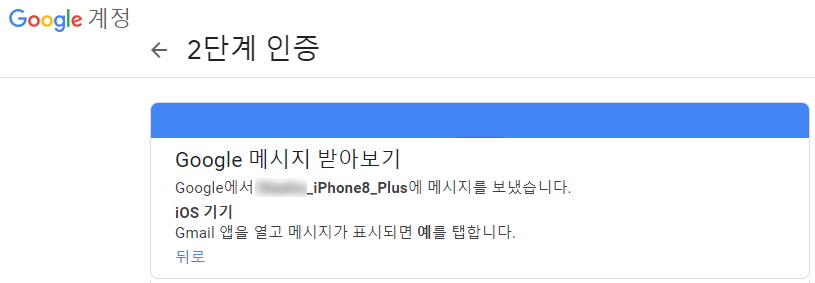 Google 계정
← 2단계 인증
Google 메시지 받아보기
Google에서 _iPhone8_Plus에 메시지를 보냈습니다.
iOS 기기
Gmail 앱을 열고 메시지가 표시되면 예를 탭합니다.
뒤로